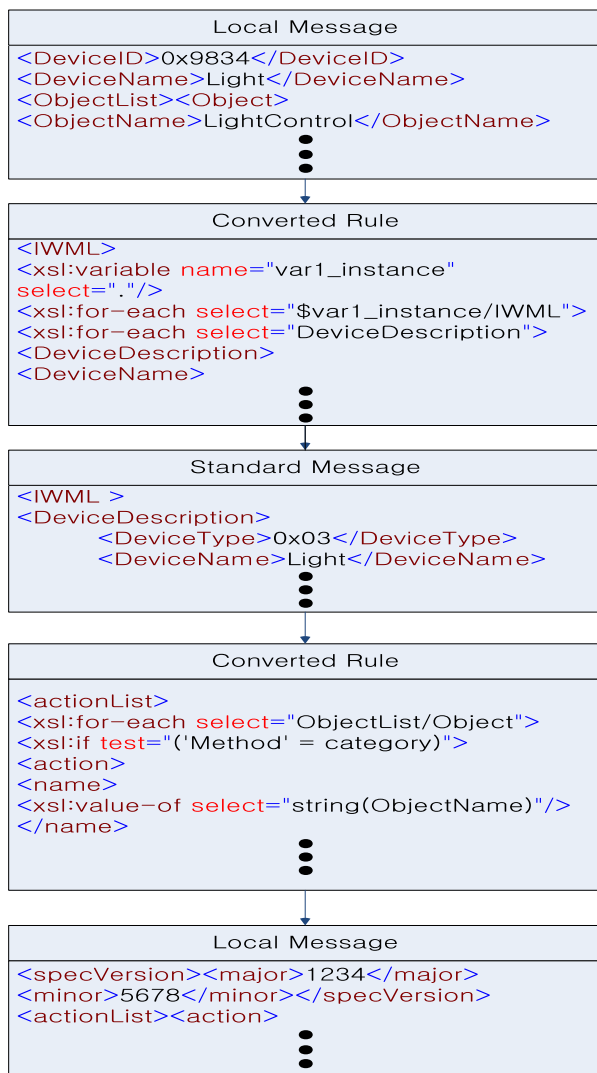 Local Message
<DeviceID>0x9834</DeviceID>
<DeviceName>Light</DeviceName>
<ObjectList><Object>
<ObjectName>LightControl</ObjectName>
Converted Rule
<IWML>
<xsl:variable name="var1_instance"
select="."/>
<xsl:for-each select="$var1_instance/IWML">
<xsl:for-each select="DeviceDescription">
<DeviceDescription>
<DeviceName>
Standard Message
<IWML >
<DeviceDescription>
<DeviceType>0x03</DeviceType>
<DeviceName>Light</DeviceName>
Converted Rule
<actionList>
<xsl:for-each select="ObjectList/Object">
<xsl:if test="('Method' = category)">
<action>
<name>
<xsl:value-of select="string(ObjectName)"/>
</name>
Local Message
<specVersion><major>1234</major>
<minor>5678</minor></specVersion>
<actionList><action>